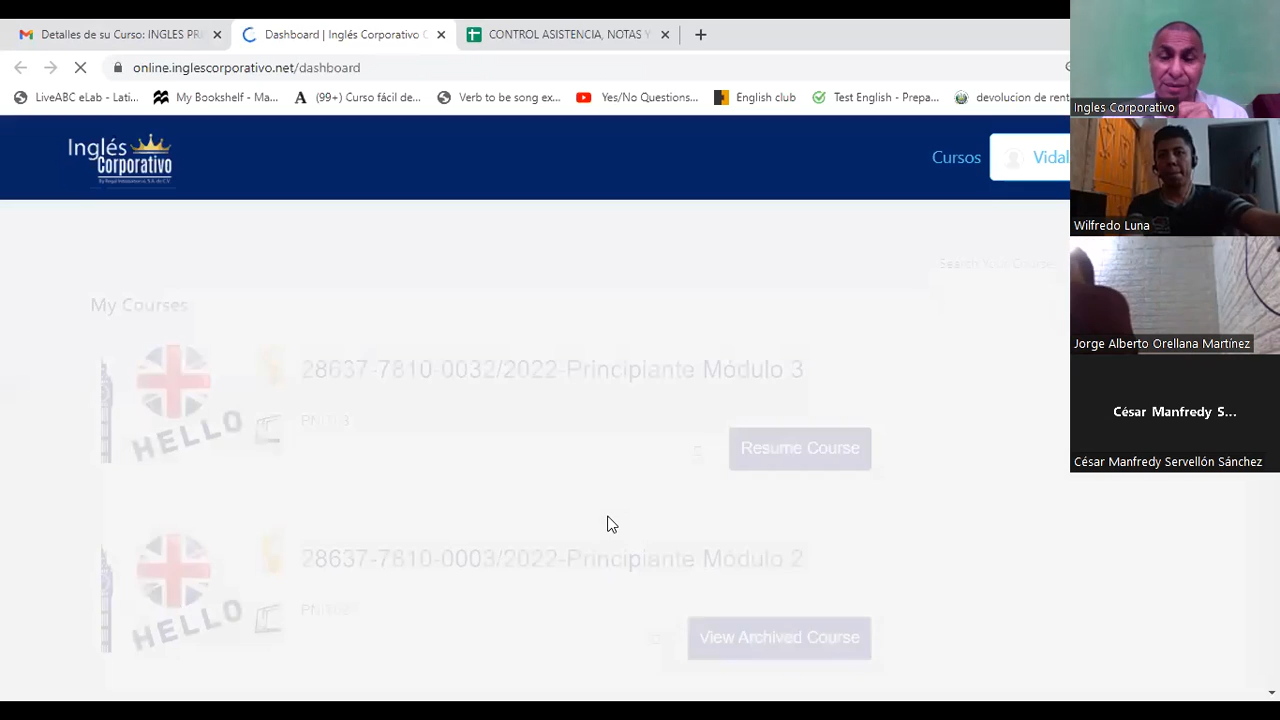 Detalles de su Curso: INGLES PRI
Dashboard | Inglés Corporativo
CONTROL ASISTENCIA, NOTAS Y
online.inglescorporativo.net/dashboard
LiveABC eLab - Lati...
My Bookshelf - Ma...
(99+) Curso fácil de...
Verb to be song ex...
Yes/No Questions...
English club
Test English - Prepa...
devolucion de rent
Inglés
Corporativo
Cursos
Vidal
Search Your Course
My Courses
HELLO
28637-7810-0032/2022-Principiante Módulo 3
Resume Course
HELLO
28637-7810-0003/2022-Principiante Módulo 2
View Archived Course
Ingles Corporativo
Wilfredo Luna
Jorge Alberto Orellana Martínez
César Manfredy S...
César Manfredy Servellón Sánchez